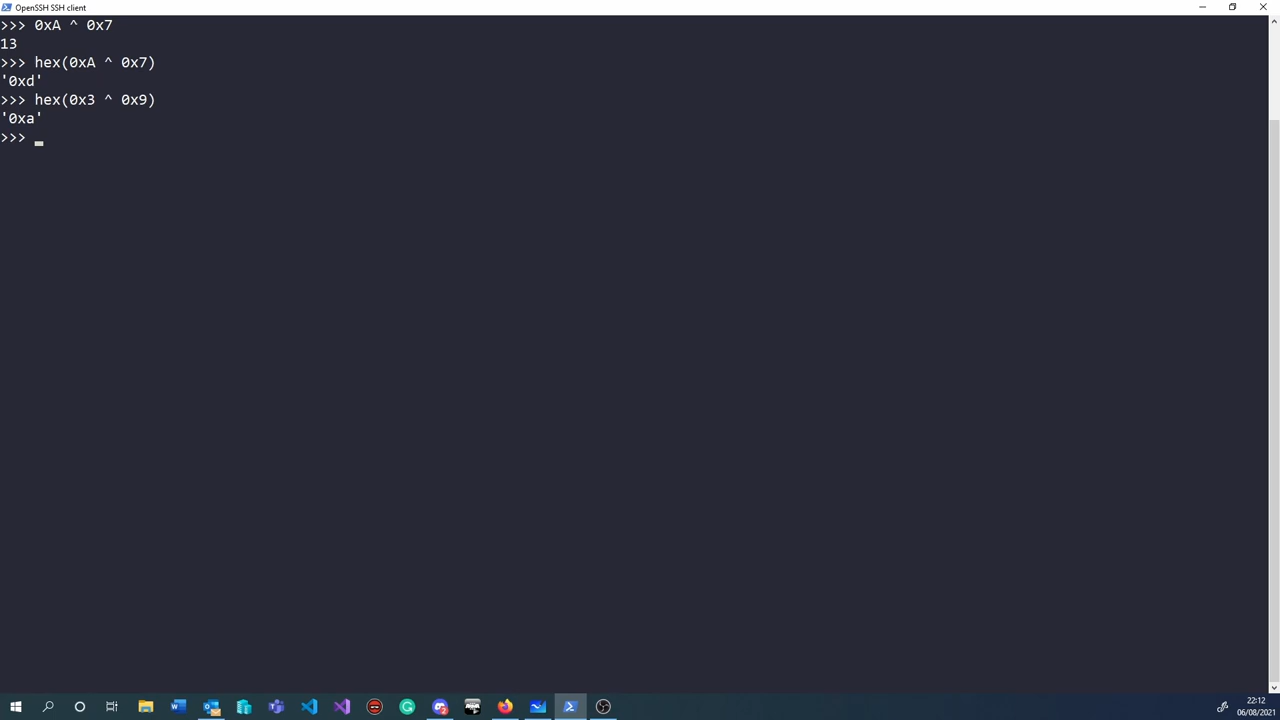 OpenSSH SSH client
>>> 0xA ^ 0x7
13
>>> hex(0xA ^ 0x7)
'0xd'
>>> hex(0x3 ^ 0x9)
'0xa'
>>>
22:12
06/08/2021